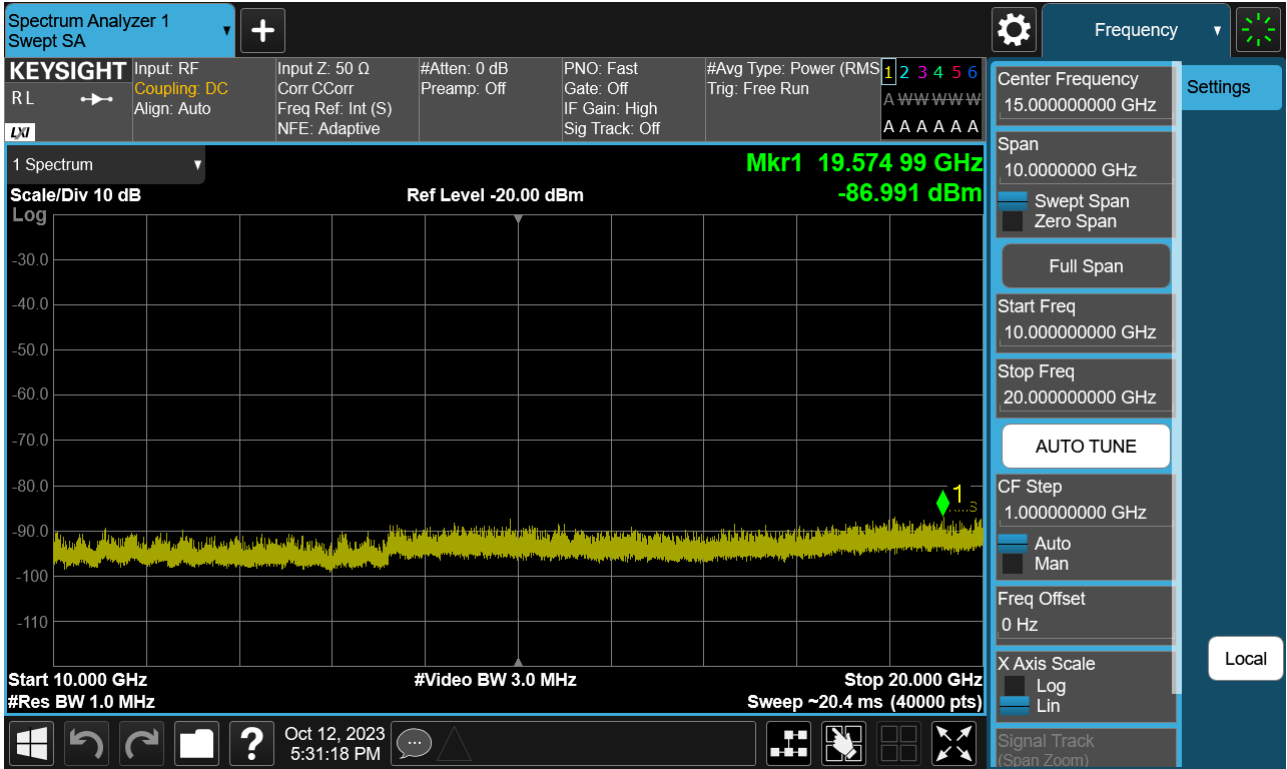 Spectrum Analyzer 1
Swept SA
Frequency
KEYSIGHT
R L
LXI
Input: RF
Coupling: DC
Align: Auto
Input Z: 50 Ω
Corr CCorr
Freq Ref: Int (S)
NFE: Adaptive
#Atten: 0 dB
Preamp: Off
PNO: Fast
Gate: Off
IF Gain: High
Sig Track: Off
#Avg Type: Power (RMS
Trig: Free Run
1 2 3 4 5 6
A W W W W W
A A A A A A
1 Spectrum
Scale/Div 10 dB
Log
Ref Level -20.00 dBm
Mkr1 19.574 99 GHz
-86.991 dBm
-30.0
-40.0
-50.0
-60.0
-70.0
-80.0
-90.0
-100
-110
1
Start 10.000 GHz
#Res BW 1.0 MHz
#Video BW 3.0 MHz
Stop 20.000 GHz
Sweep ~20.4 ms (40000 pts)
Center Frequency
15.000000000 GHz
Span
10.0000000 GHz
Swept Span
Zero Span
Full Span
Start Freq
10.000000000 GHz
Stop Freq
20.000000000 GHz
AUTO TUNE
CF Step
1.000000000 GHz
Auto
Man
Freq Offset
0 Hz
X Axis Scale
Log
Lin
Signal Track
(Span Zoom)
Settings
Local
?
Oct 12, 2023
5:31:18 PM